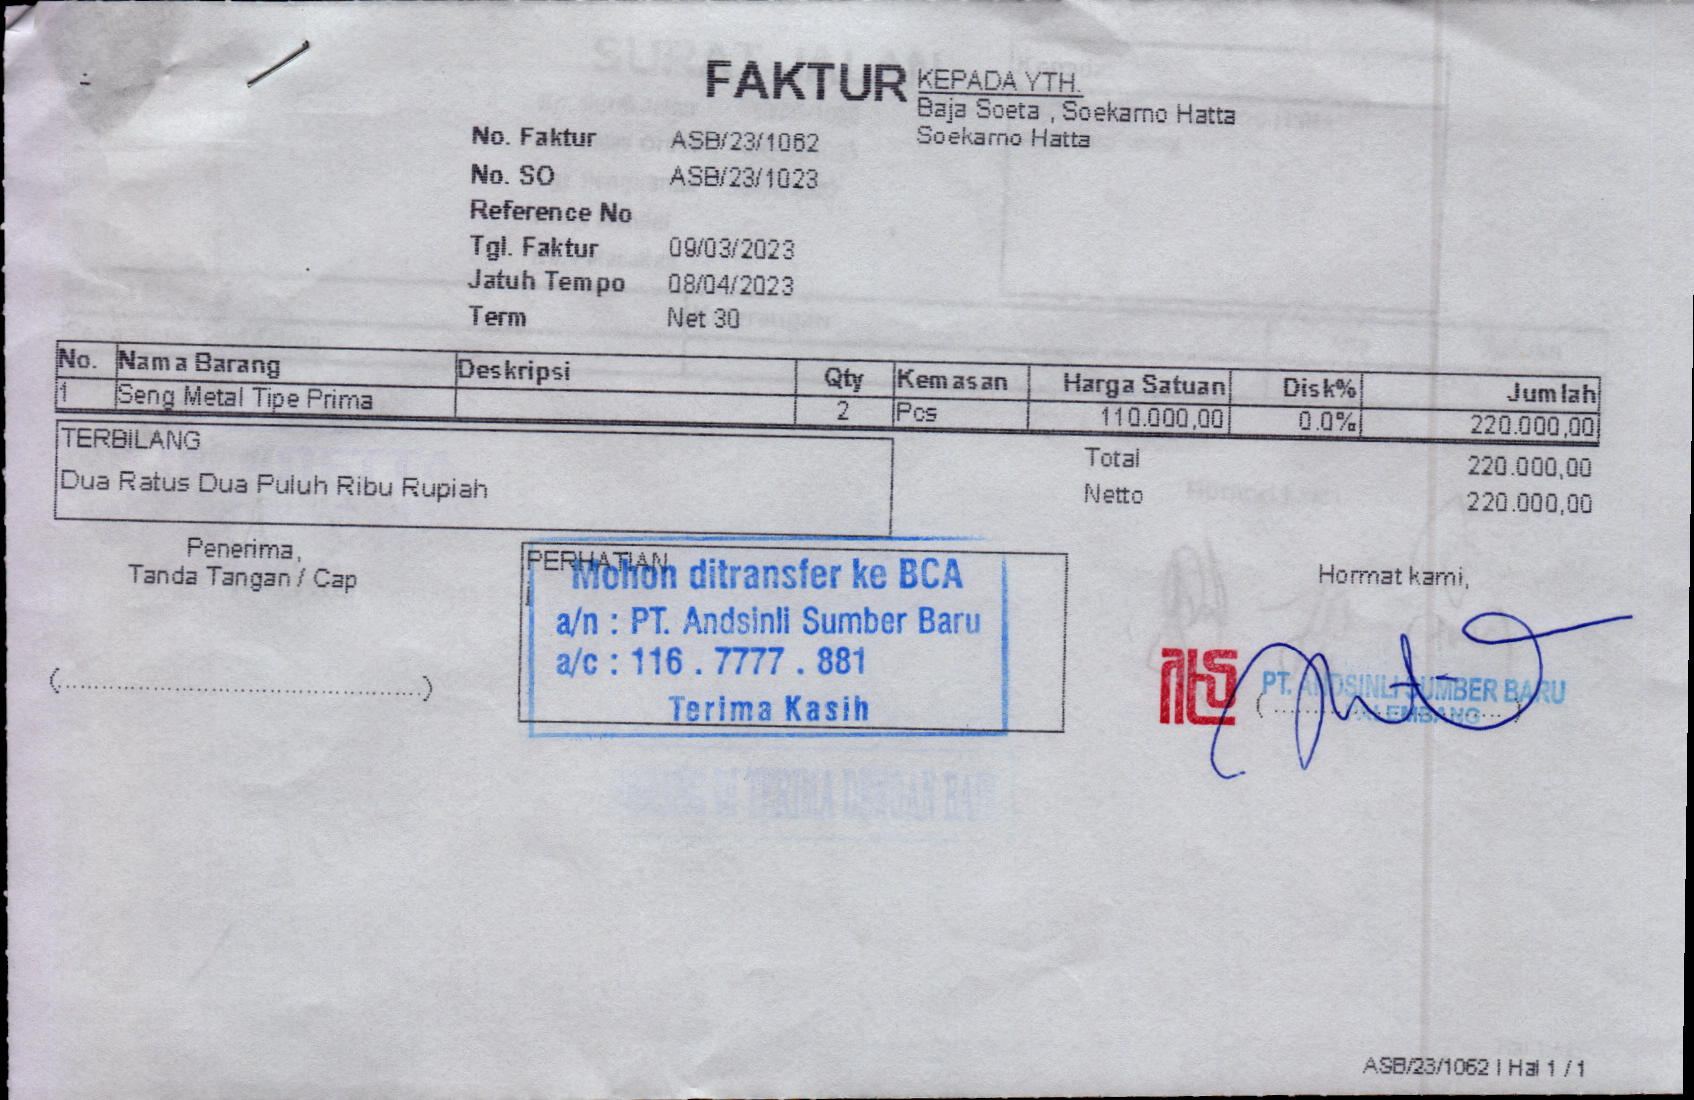 FAKTUR
KEPADA YTH.
Baja Soeta , Soekarno Hatta
Soekarno Hatta
No. Faktur ASB/23/1062
No. SO ASB/23/1023
Reference No
Tgl. Faktur 09/03/2023
Jatuh Tempo 08/04/2023
Term Net 30
No. Nama Barang Deskripsi Qty Kemasan Harga Satuan Disk% Jumlah
1 Seng Metal Tipe Prima 2 Pcs 110.000,00 0.0% 220.000,00
TERBILANG
Dua Ratus Dua Puluh Ribu Rupiah
Total 220.000,00
Netto 220.000,00
Penerima,
Tanda Tangan / Cap
(.................................................)
PERHATIAN
Mohon ditransfer ke BCA
a/n : PT. Andsinli Sumber Baru
a/c : 116 . 7777 . 881
Terima Kasih
Hormat kami,
PT. ANDSINLI SUMBER BARU
PALEMBANG
ASB/23/1062 | Hal 1 / 1